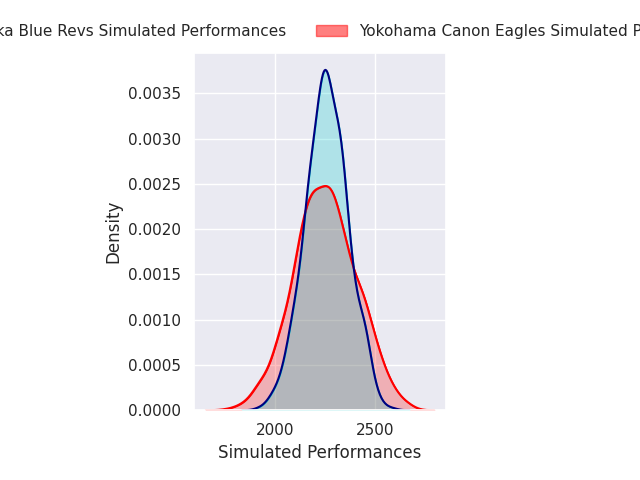 ka Blue Revs Simulated Performances
Yokohama Canon Eagles Simulated P
0.0035
0.0030
0.0025
0.0020
0.0015
0.0010
0.0005
0.0000
Density
2000
2500
Simulated Performances